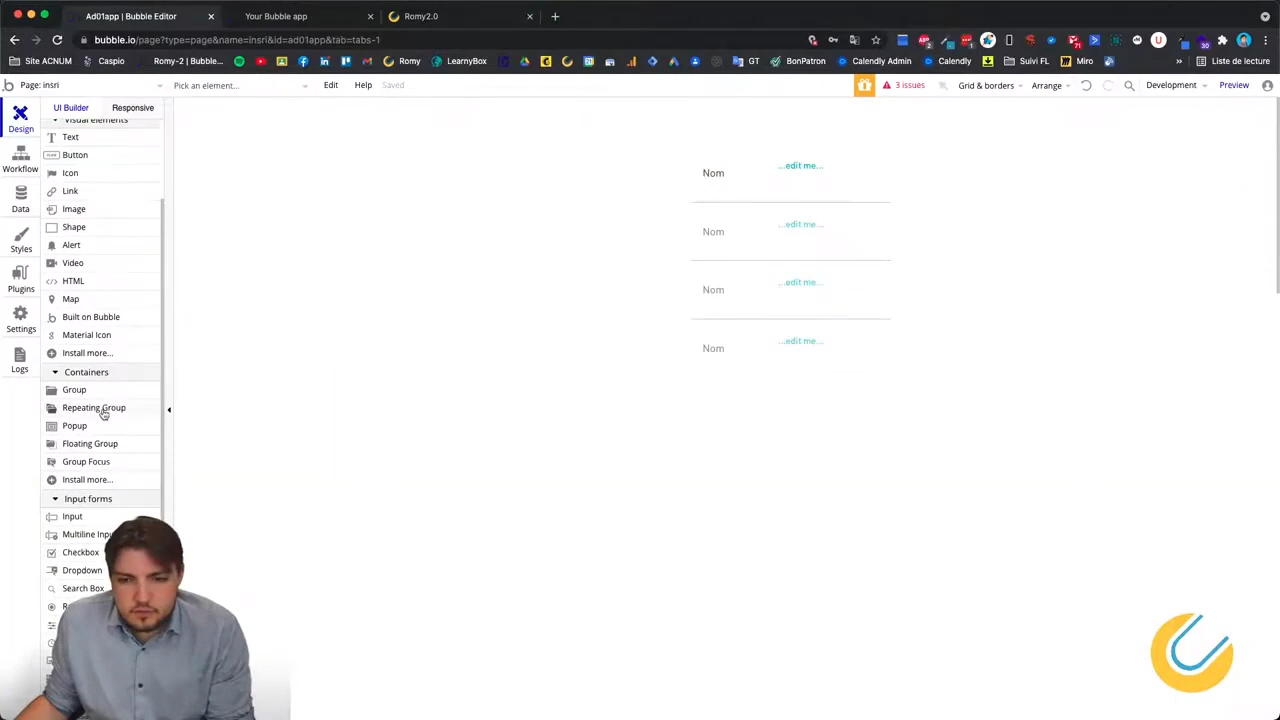 Ad01app | Bubble Editor
Your Bubble app
Romy2.0
bubble.io/page?type=page&name=insri&id=ad01app&tab=tabs-1
Site ACNUM
Caspio
Romy-2 | Bubble...
Romy
LearnyBox
GT
BonPatron
Calendly Admin
Calendly
Suivi FL
Miro
»
Liste de lecture
Page: insri
Pick an element...
Edit
Help
Saved
3 issues
Grid & borders
Arrange
Development
Preview
Design
Workflow
Data
Styles
Plugins
Settings
Logs
UI Builder
Responsive
Visual elements
Text
Button
Icon
Link
Image
Shape
Alert
Video
HTML
Map
Built on Bubble
Material Icon
Install more...
Containers
Group
Repeating Group
Popup
Floating Group
Group Focus
Install more...
Input forms
Input
Multiline Inpu
Checkbox
Dropdown
Search Box
Nom
...edit me...
Nom
...edit me...
Nom
...edit me...
Nom
...edit me...